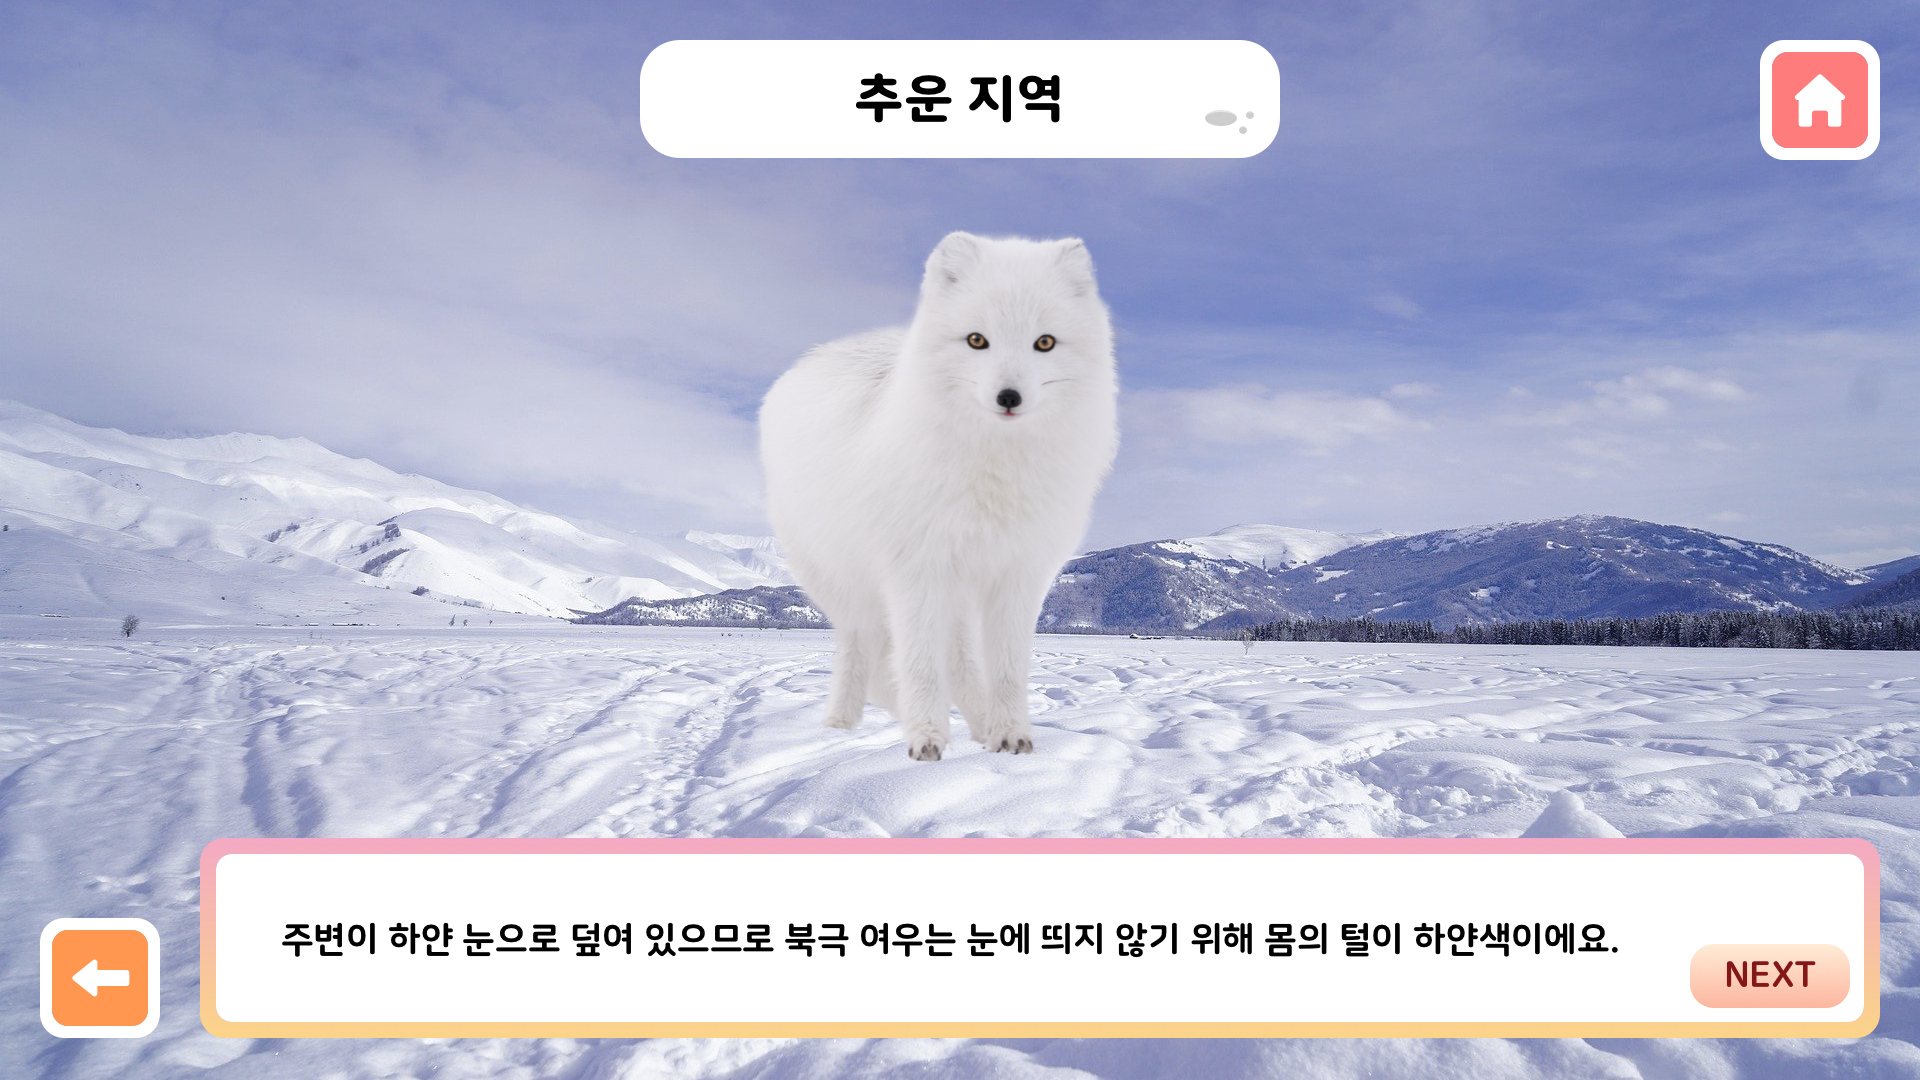 추운 지역
주변이 하얀 눈으로 덮여 있으므로 북극 여우는 눈에 띄지 않기 위해 몸의 털이 하얀색이에요.
NEXT